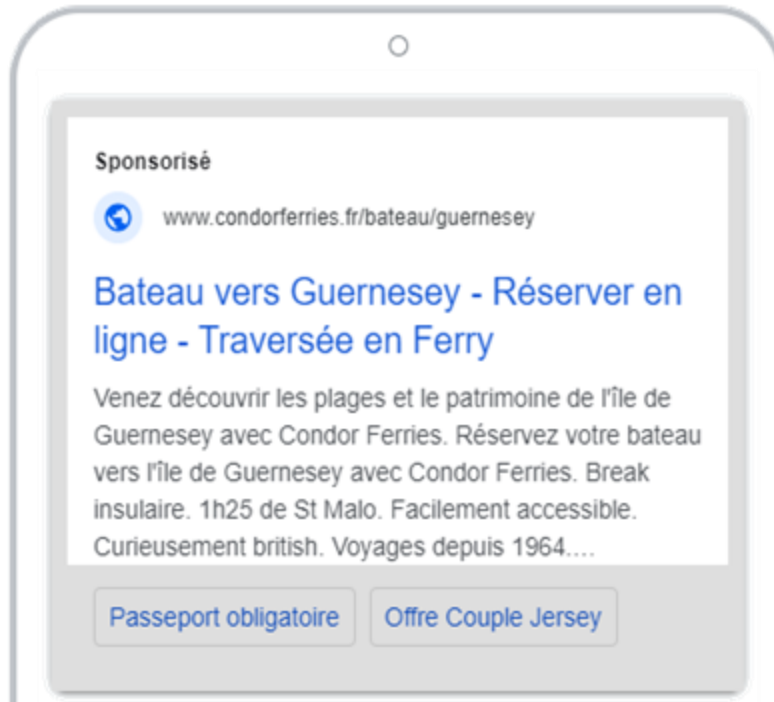 Sponsorisé
www.condorferries.fr/bateau/guernesey
Bateau vers Guernesey - Réserver en
ligne - Traversée en Ferry
Venez découvrir les plages et le patrimoine de l'île de
Guernesey avec Condor Ferries. Réservez votre bateau
vers l'île de Guernesey avec Condor Ferries. Break
insulaire. 1h25 de St Malo. Facilement accessible.
Curieusement british. Voyages depuis 1964....
Passeport obligatoire Offre Couple Jersey